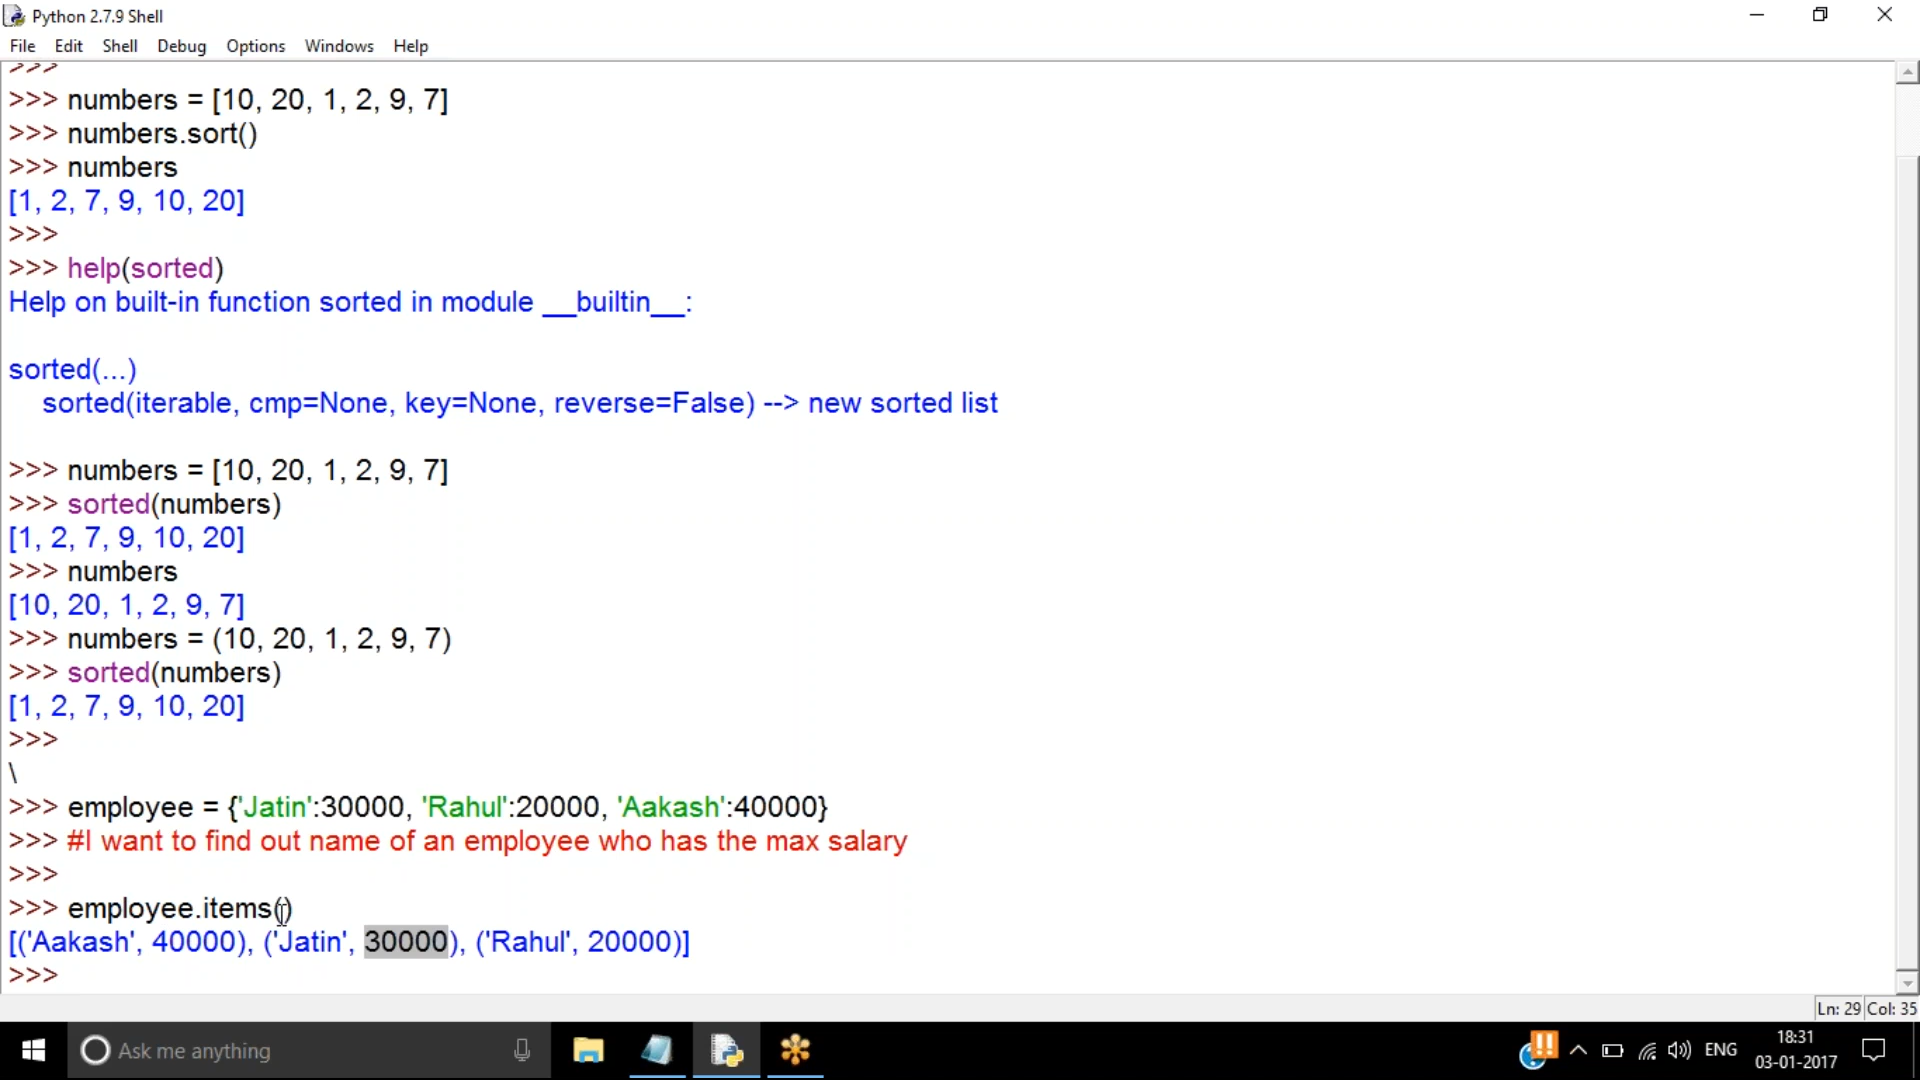 Python 2.7.9 Shell
File Edit Shell Debug Options Windows Help
>>>
>>> numbers = [10, 20, 1, 2, 9, 7]
>>> numbers.sort()
>>> numbers
[1, 2, 7, 9, 10, 20]
>>>
>>> help(sorted)
Help on built-in function sorted in module __builtin__:
sorted(...)
    sorted(iterable, cmp=None, key=None, reverse=False) --> new sorted list
>>> numbers = [10, 20, 1, 2, 9, 7]
>>> sorted(numbers)
[1, 2, 7, 9, 10, 20]
>>> numbers
[10, 20, 1, 2, 9, 7]
>>> numbers = (10, 20, 1, 2, 9, 7)
>>> sorted(numbers)
[1, 2, 7, 9, 10, 20]
>>>
\
>>> employee = {'Jatin':30000, 'Rahul':20000, 'Aakash':40000}
>>> #I want to find out name of an employee who has the max salary
>>>
>>> employee.items()
[('Aakash', 40000), ('Jatin', 30000), ('Rahul', 20000)]
>>>
Ln: 29 Col: 35
Ask me anything
ENG
18:31
03-01-2017